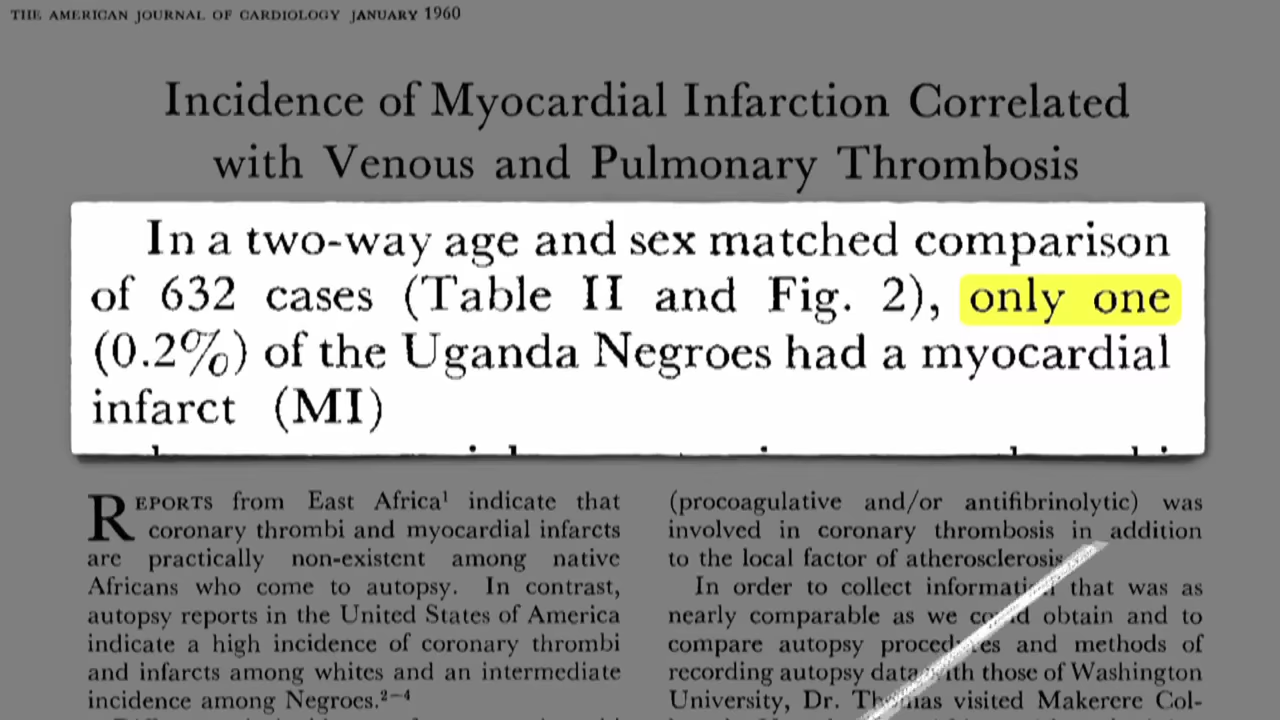 THE AMERICAN JOURNAL OF CARDIOLOGY JANUARY 1960
Incidence of Myocardial Infarction Correlated
with Venous and Pulmonary Thrombosis
In a two-way age and sex matched comparison
of 632 cases (Table II and Fig. 2), only one
(0.2%) of the Uganda Negroes had a myocardial
infarct (MI)
REPORTS from East Africa¹ indicate that
coronary thrombi and myocardial infarcts
are practically non-existent among native
Africans who come to autopsy. In contrast,
autopsy reports in the United States of America
indicate a high incidence of coronary thrombi
and infarcts among whites and an intermediate
incidence among Negroes.²⁻⁴
(procoagulative and/or antifibrinolytic) was
involved in coronary thrombosis in addition
to the local factor of atherosclerosis.
In order to collect information that was as
nearly comparable as we could obtain and to
compare autopsy procedures and methods of
recording autopsy data with those of Washington
University, Dr. Thomas visited Makerere Col-